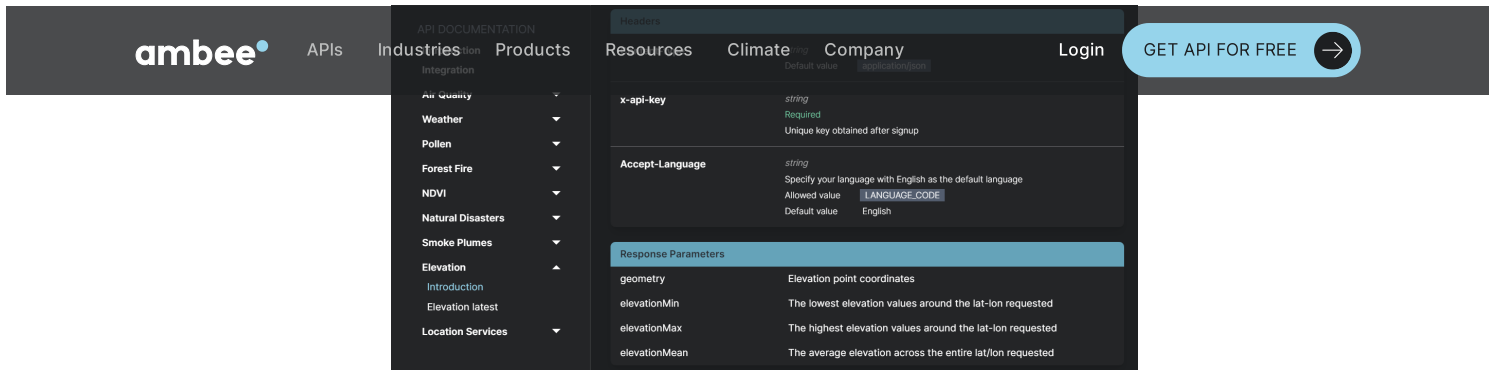 ambee
APIs
Industries
Products
Resources
Climate
Company
Login
GET API FOR FREE
API DOCUMENTATION
Integration
Air Quality
Weather
Pollen
Forest Fire
NDVI
Natural Disasters
Smoke Plumes
Elevation
Introduction
Elevation latest
Location Services
Headers
Default value application/json
x-api-key
string
Required
Unique key obtained after signup
Accept-Language
string
Specify your language with English as the default language
Allowed value LANGUAGE_CODE
Default value English
Response Parameters
geometry Elevation point coordinates
elevationMin The lowest elevation values around the lat-lon requested
elevationMax The highest elevation values around the lat-lon requested
elevationMean The average elevation across the entire lat/lon requested